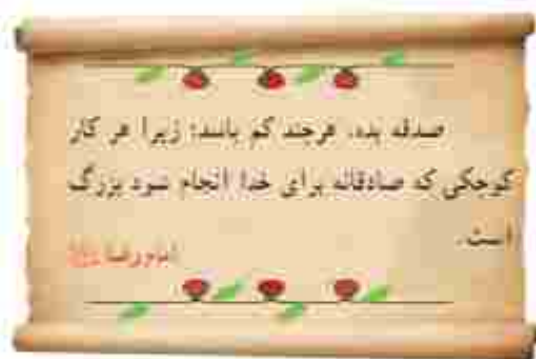 صدقه بده، هرچند کم باشد؛ زیرا هر کار
کوچکی که صادقانه برای خدا انجام شود بزرگ
است.
امام رضا